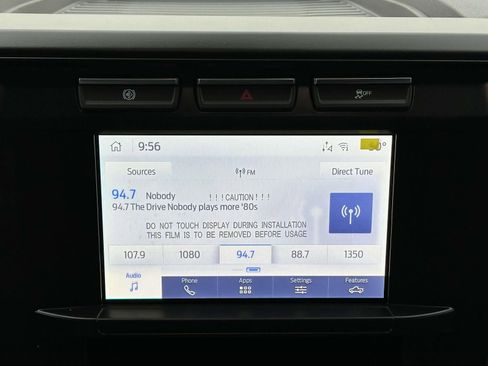 OFF
9:56
Sources
FM
Direct Tune
94.7 Nobody
! ! ! CAUTION ! ! !
94.7 The Drive Nobody plays more '80s
DO NOT TOUCH DISPLAY DURING INSTALLATION
THIS FILM IS TO BE REMOVED BEFORE USAGE
107.9 1080 94.7 88.7 1350
Audio Phone Apps Settings Features